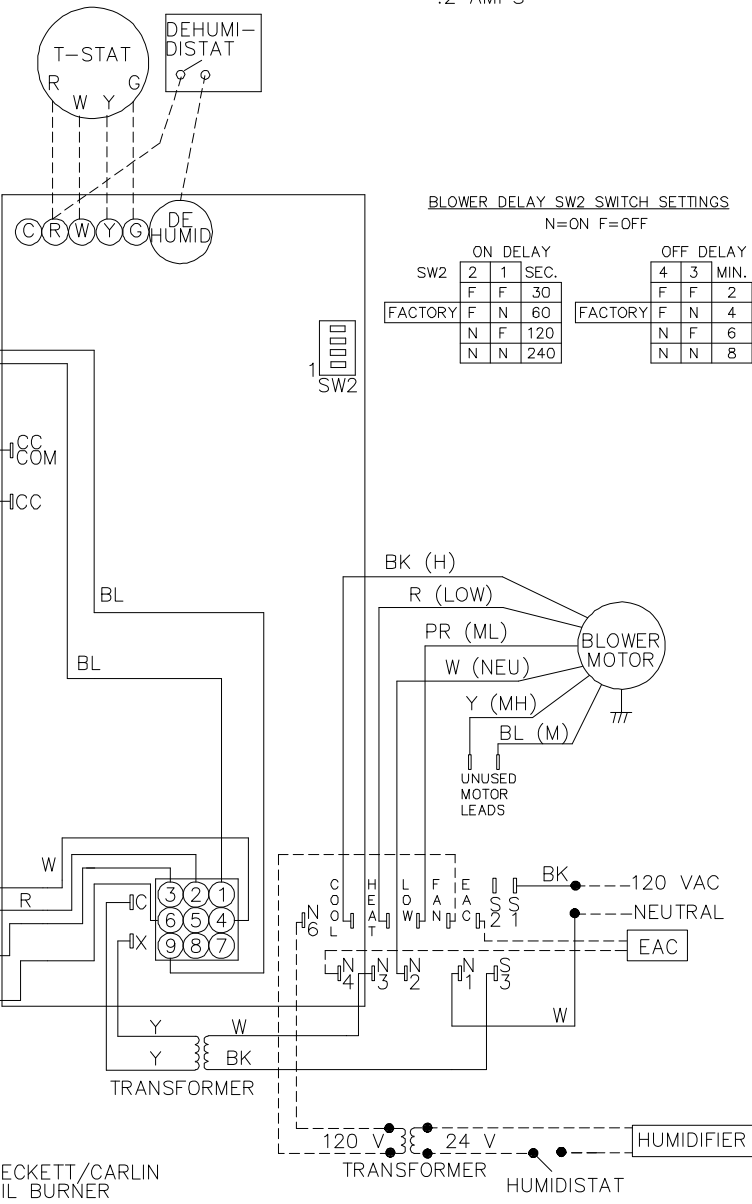 .2 AMPS
T-STAT
R W Y G
DEHUMI-
DISTAT
C R W Y G
DE
HUMID
BLOWER DELAY SW2 SWITCH SETTINGS
N=ON F=OFF
ON DELAY
SW2 2 1 SEC.
F F 30
FACTORY F N 60
N F 120
N N 240
OFF DELAY
4 3 MIN.
F F 2
FACTORY F N 4
N F 6
N N 8
1
SW2
CC
COM
CC
BL
BL
BK (H)
R (LOW)
PR (ML)
W (NEU)
Y (MH)
BL (M)
BLOWER
MOTOR
UNUSED
MOTOR
LEADS
W
R
3 2 1
6 5 4
9 8 7
C
X
N6
COOL
HEAT
LOW
FAN
EAC
S2
S1
BK
120 VAC
NEUTRAL
EAC
N4
N3
N2
N1
S3
W
Y
Y
W
BK
TRANSFORMER
120 V
24 V
TRANSFORMER
HUMIDISTAT
HUMIDIFIER
ECKETT/CARLIN
IL BURNER